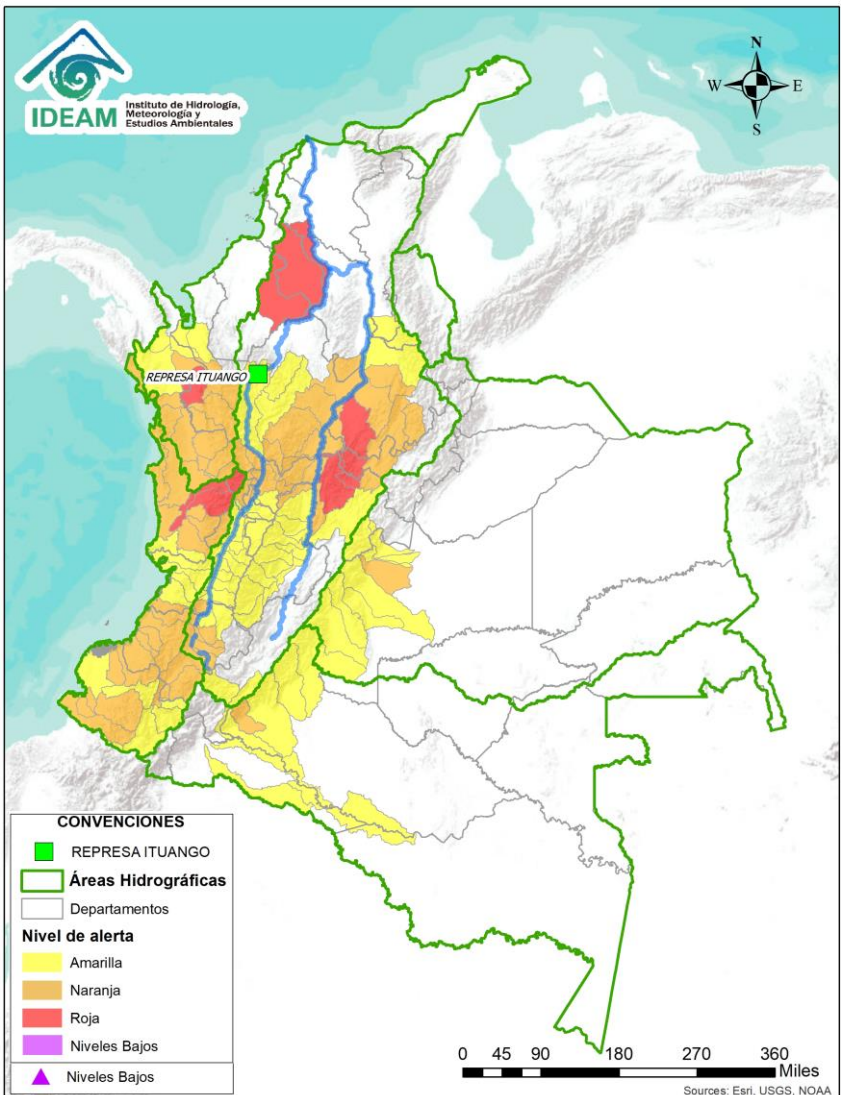 IDEAM
Instituto de Hidrología,
Meteorología y
Estudios Ambientales
N
W
E
S
REPRESA ITUANGO
CONVENCIONES
REPRESA ITUANGO
Áreas Hidrográficas
Departamentos
Nivel de alerta
Amarilla
Naranja
Roja
Niveles Bajos
Niveles Bajos
0 45 90 180 270 360
Miles
Sources: Esri, USGS, NOAA